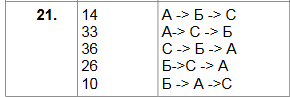 21. 14 А -> Б -> С
33 А-> С -> Б
36 С -> Б -> А
26 Б->С -> А
10 Б -> А ->С